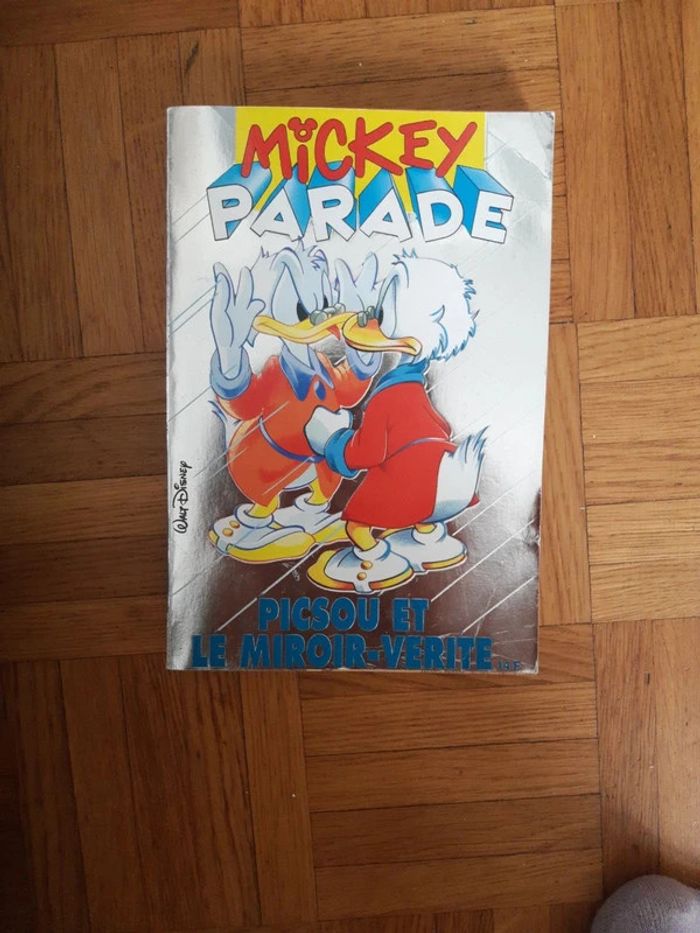 MiCKEY
PARADE
WALT DISNEY
PICSOU ET
LE MIROIR-VERITE